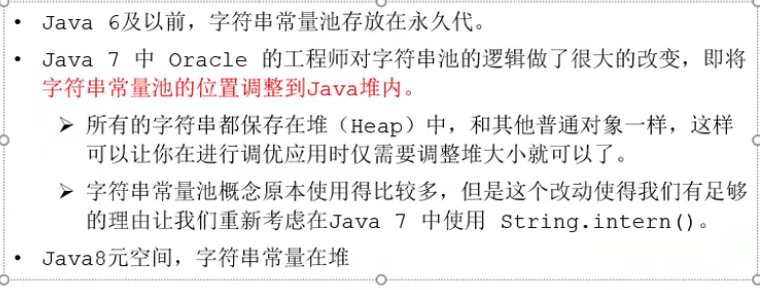 • Java 6及以前，字符串常量池存放在永久代。
• Java 7 中 Oracle 的工程师对字符串池的逻辑做了很大的改变，即将
字符串常量池的位置调整到Java堆内。
➢ 所有的字符串都保存在堆（Heap）中，和其他普通对象一样，这样
可以让你在进行调优应用时仅需要调整堆大小就可以了。
➢ 字符串常量池概念原本使用得比较多，但是这个改动使得我们有足够
的理由让我们重新考虑在Java 7 中使用 String.intern()。
• Java8元空间，字符串常量在堆